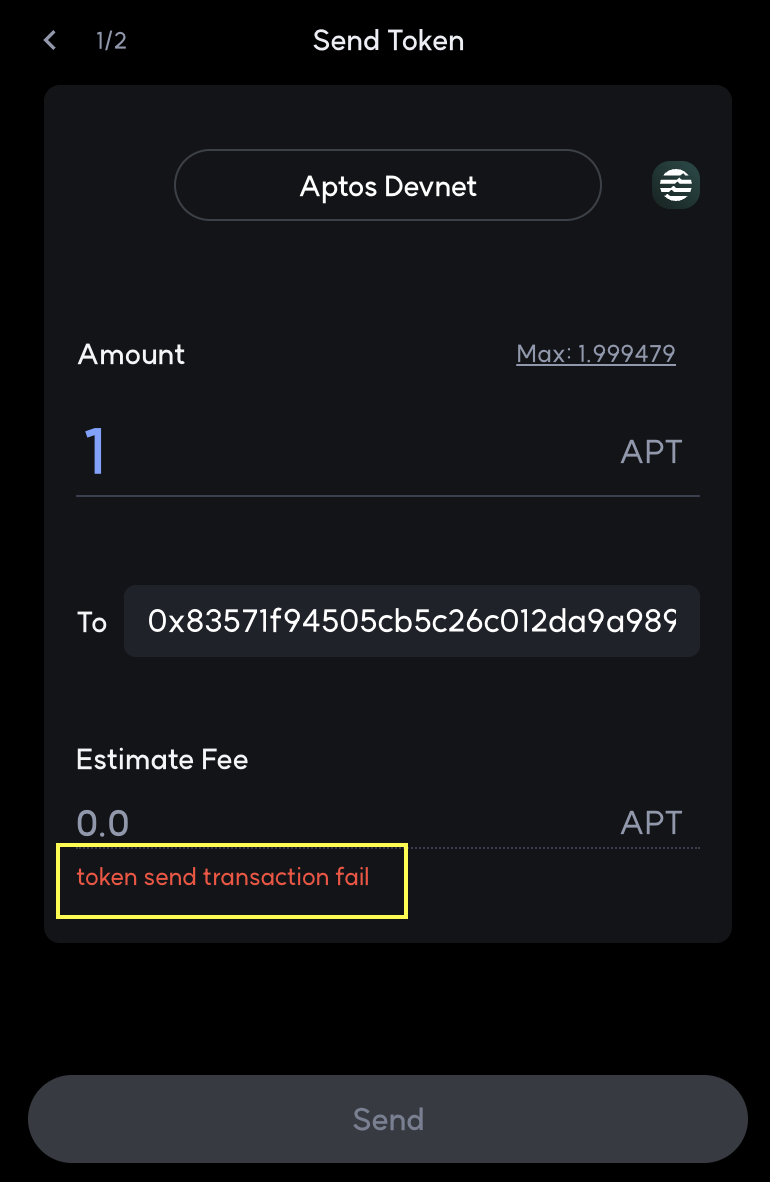 1/2
Send Token
Aptos Devnet
Amount
Max: 1.999479
1
APT
To
0x83571f94505cb5c26c012da9a989
Estimate Fee
0.0
APT
token send transaction fail
Send